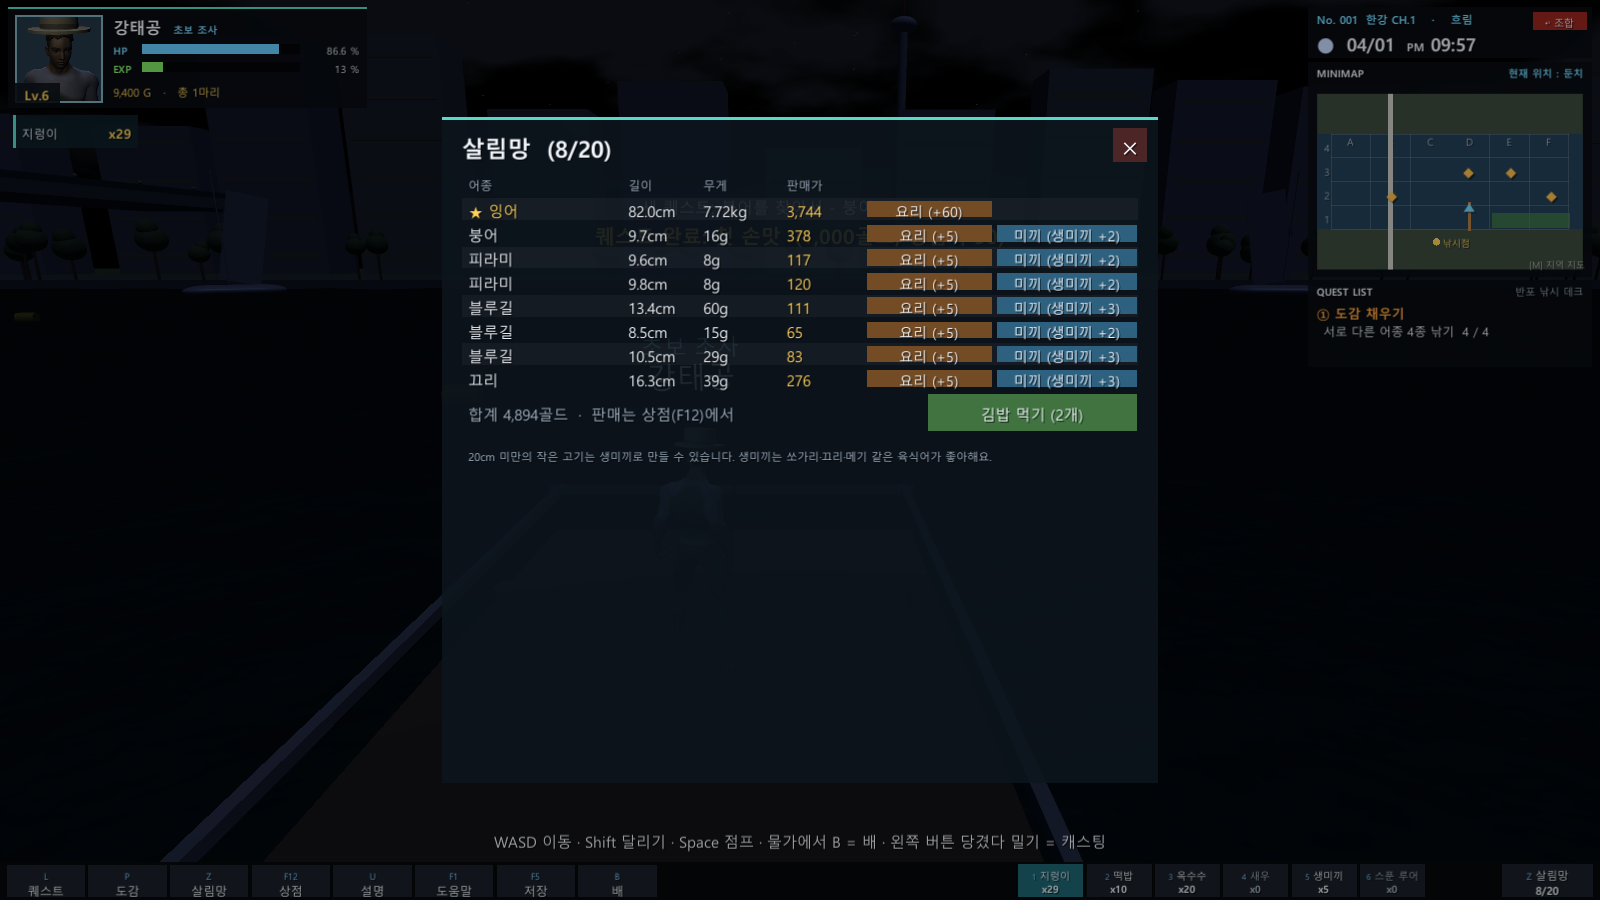 강태공 초보 조사
HP 86.6 %
EXP 13 %
Lv.6
9,400 G · 총 1마리
지렁이 x29
No. 001 한강 CH.1 · 흐림
조합
04/01 PM 09:57
MINIMAP 현재 위치 : 둔치
A C D E F
4
3
2
1
낚시점
[M] 지역 지도
QUEST LIST 반포 낚시 데크
① 도감 채우기
서로 다른 어종 4종 낚기 4 / 4
살림망 (8/20)
어종 길이 무게 판매가
★ 잉어 82.0cm 7.72kg 3,744 요리 (+60)
붕어 9.7cm 16g 378 요리 (+5) 미끼 (생미끼 +2)
피라미 9.6cm 8g 117 요리 (+5) 미끼 (생미끼 +2)
피라미 9.8cm 8g 120 요리 (+5) 미끼 (생미끼 +2)
블루길 13.4cm 60g 111 요리 (+5) 미끼 (생미끼 +3)
블루길 8.5cm 15g 65 요리 (+5) 미끼 (생미끼 +2)
블루길 10.5cm 29g 83 요리 (+5) 미끼 (생미끼 +3)
끄리 16.3cm 39g 276 요리 (+5) 미끼 (생미끼 +3)
합계 4,894골드 · 판매는 상점(F12)에서
김밥 먹기 (2개)
20cm 미만의 작은 고기는 생미끼로 만들 수 있습니다. 생미끼는 쏘가리·끄리·메기 같은 육식어가 좋아해요.
초보 조사
강태공
WASD 이동 · Shift 달리기 · Space 점프 · 물가에서 B = 배 · 왼쪽 버튼 당겼다 밀기 = 캐스팅
L 퀘스트
P 도감
Z 살림망
F12 상점
U 설명
F1 도움말
F5 저장
B 배
1 지렁이 x29
2 떡밥 x10
3 옥수수 x20
4 새우 x0
5 생미끼 x5
6 스푼 루어 x0
Z 살림망 8/20